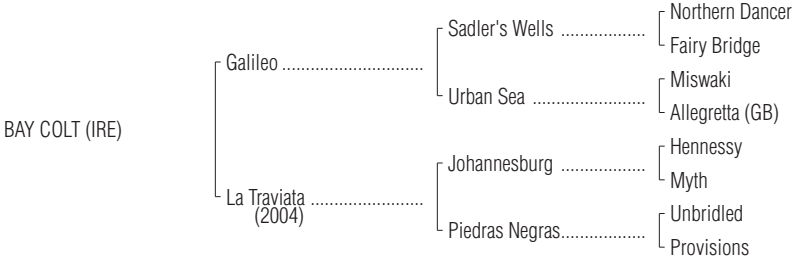 Northern Dancer
Sadler's Wells ...................
Fairy Bridge
Galileo ..............................
Miswaki
Urban Sea ........................
Allegretta (GB)
BAY COLT (IRE)
Hennessy
Johannesburg ..................
Myth
La Traviata ........................
(2004)
Unbridled
Piedras Negras..................
Provisions